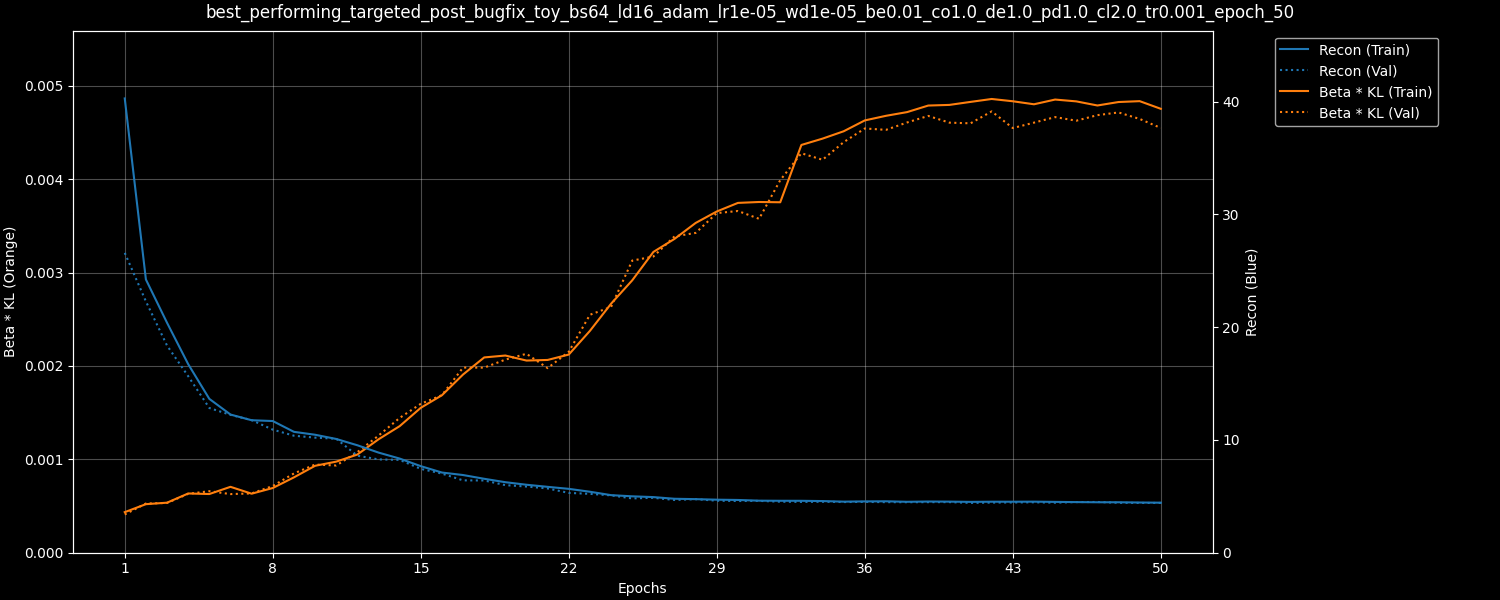 best_performing_targeted_post_bugfix_toy_bs64_ld16_adam_lr1e-05_wd1e-05_be0.01_co1.0_de1.0_pd1.0_cl2.0_tr0.001_epoch_50
Recon (Train)
Recon (Val)
Beta * KL (Train)
Beta * KL (Val)
Beta * KL (Orange)
0.005
0.004
0.003
0.002
0.001
0.000
40
30
20
10
0
Recon (Blue)
1 8 15 22 29 36 43 50
Epochs